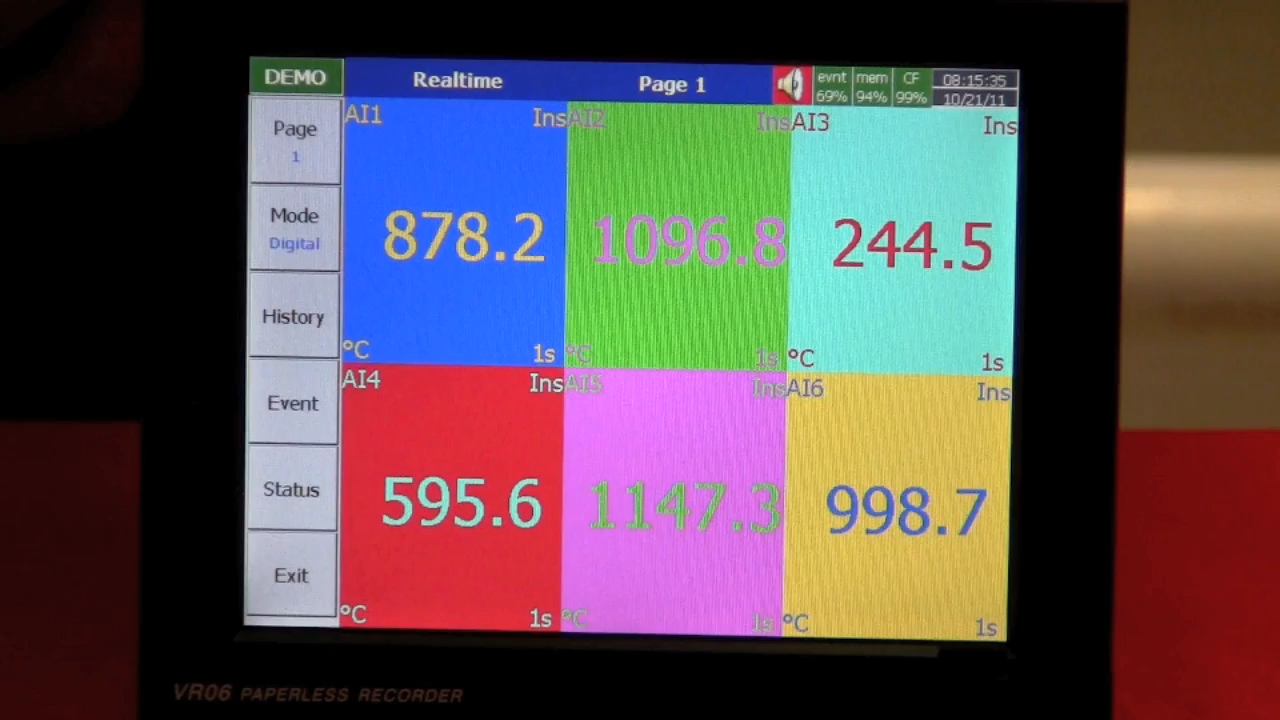 DEMO Realtime Page 1 evnt 69% mem 94% CF 99% 08:15:35 10/21/11
Page
1
Mode
Digital
History
Event
Status
Exit
AI1 Ins
878.2
°C 1s
AI2 Ins
1096.8
°C 1s
AI3 Ins
244.5
°C 1s
AI4 Ins
595.6
°C 1s
AI5 Ins
1147.3
°C 1s
AI6 Ins
998.7
°C 1s
VR06 PAPERLESS RECORDER